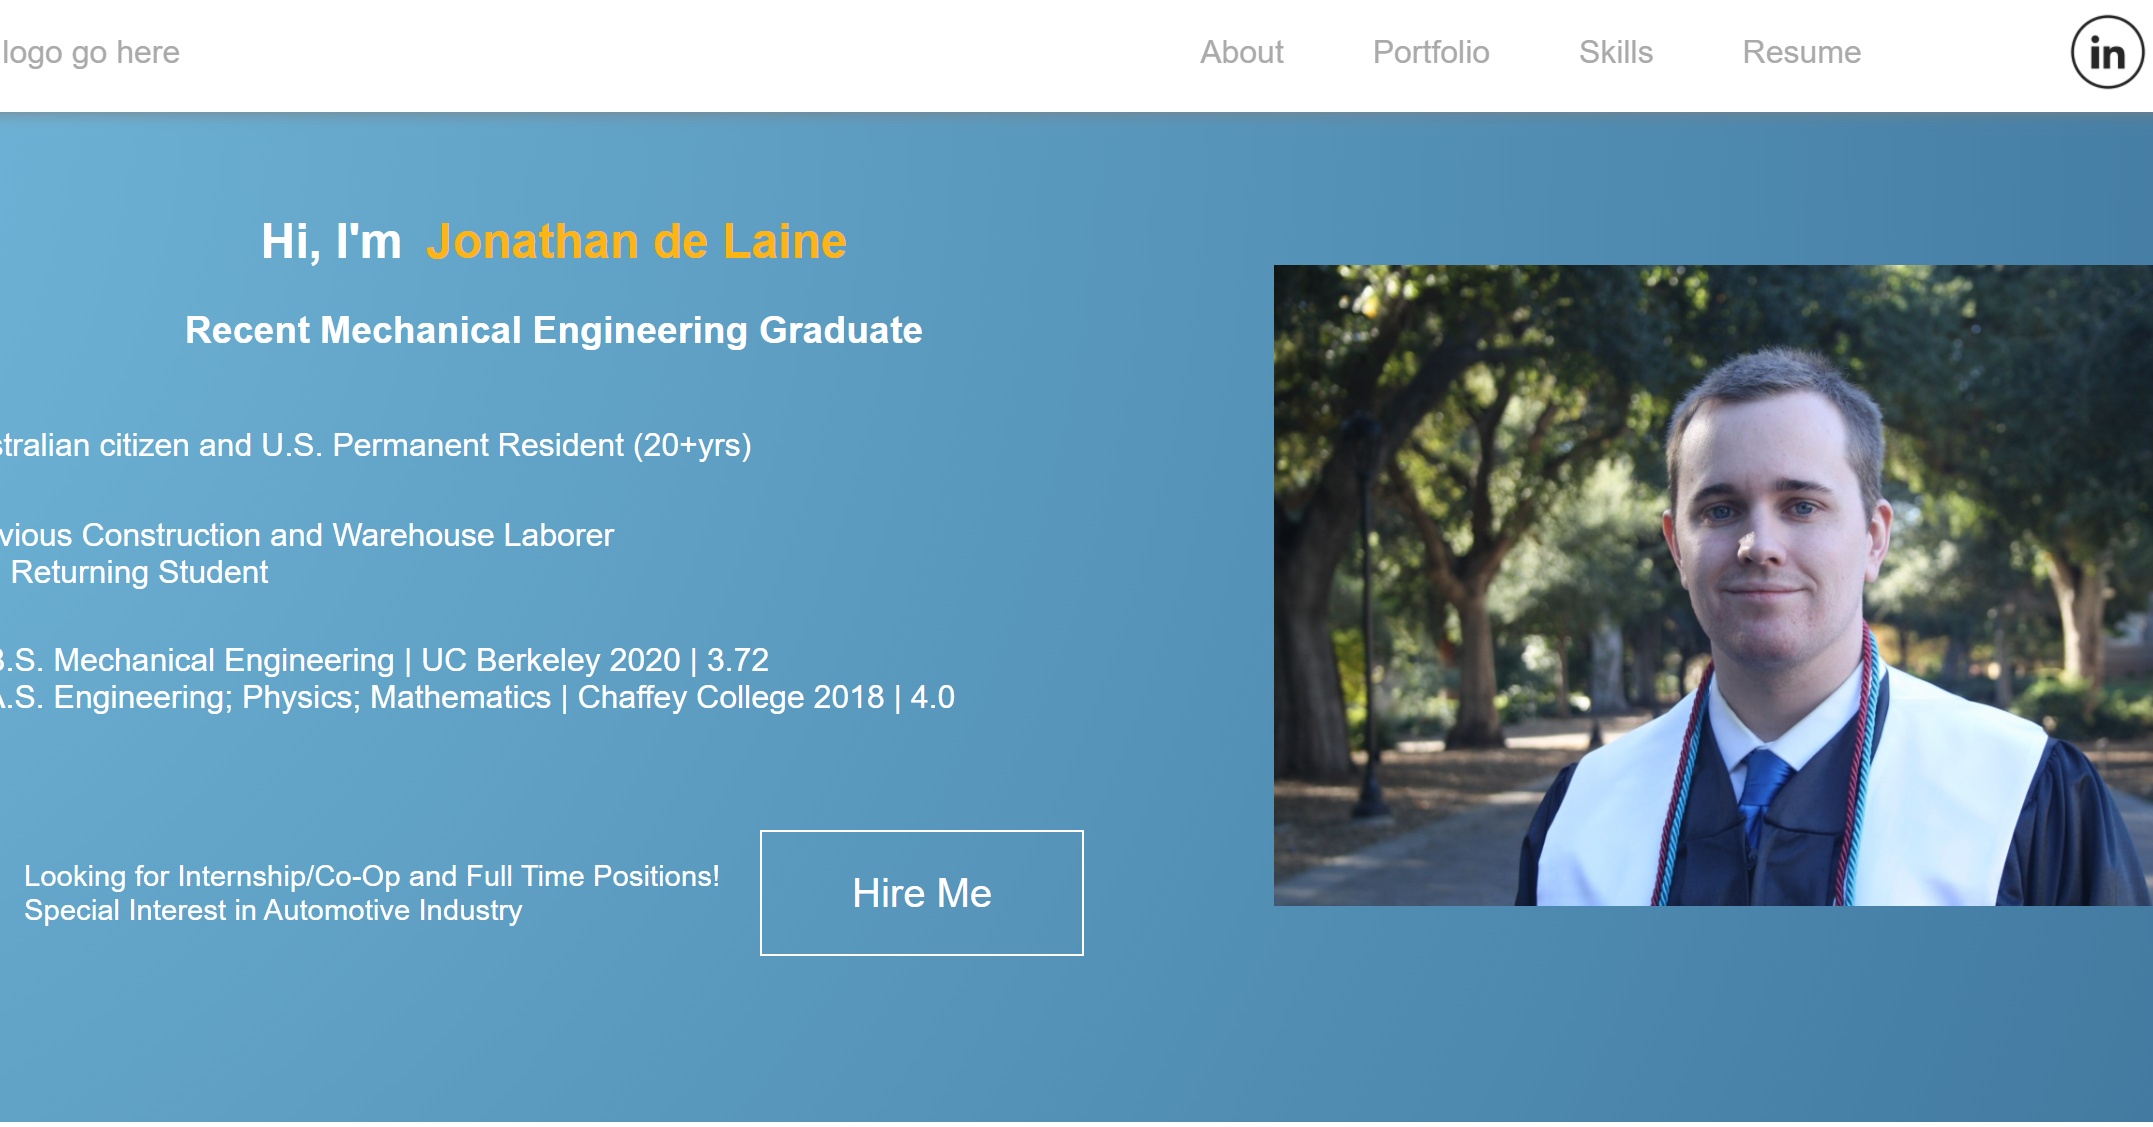 logo go here
About Portfolio Skills Resume
in
Hi, I'm Jonathan de Laine
Recent Mechanical Engineering Graduate
stralian citizen and U.S. Permanent Resident (20+yrs)
vious Construction and Warehouse Laborer
Returning Student
B.S. Mechanical Engineering | UC Berkeley 2020 | 3.72
A.S. Engineering; Physics; Mathematics | Chaffey College 2018 | 4.0
Looking for Internship/Co-Op and Full Time Positions!
Special Interest in Automotive Industry
Hire Me